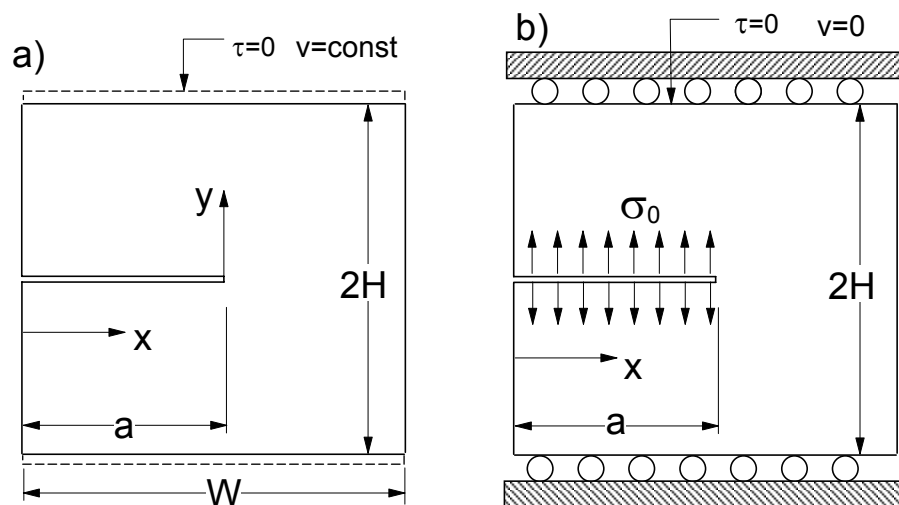 a)
τ=0 v=const
y
2H
x
a
W
b)
τ=0 v=0
σ₀
2H
x
a